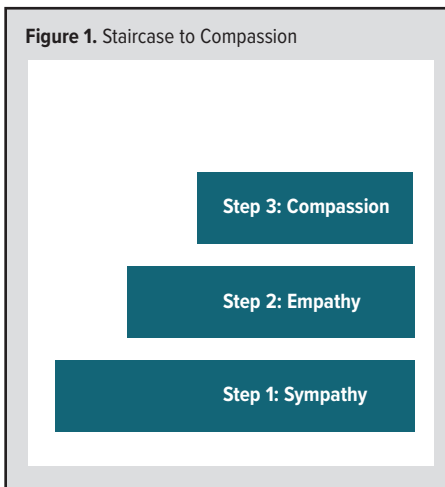 Figure 1. Staircase to Compassion
Step 3: Compassion
Step 2: Empathy
Step 1: Sympathy